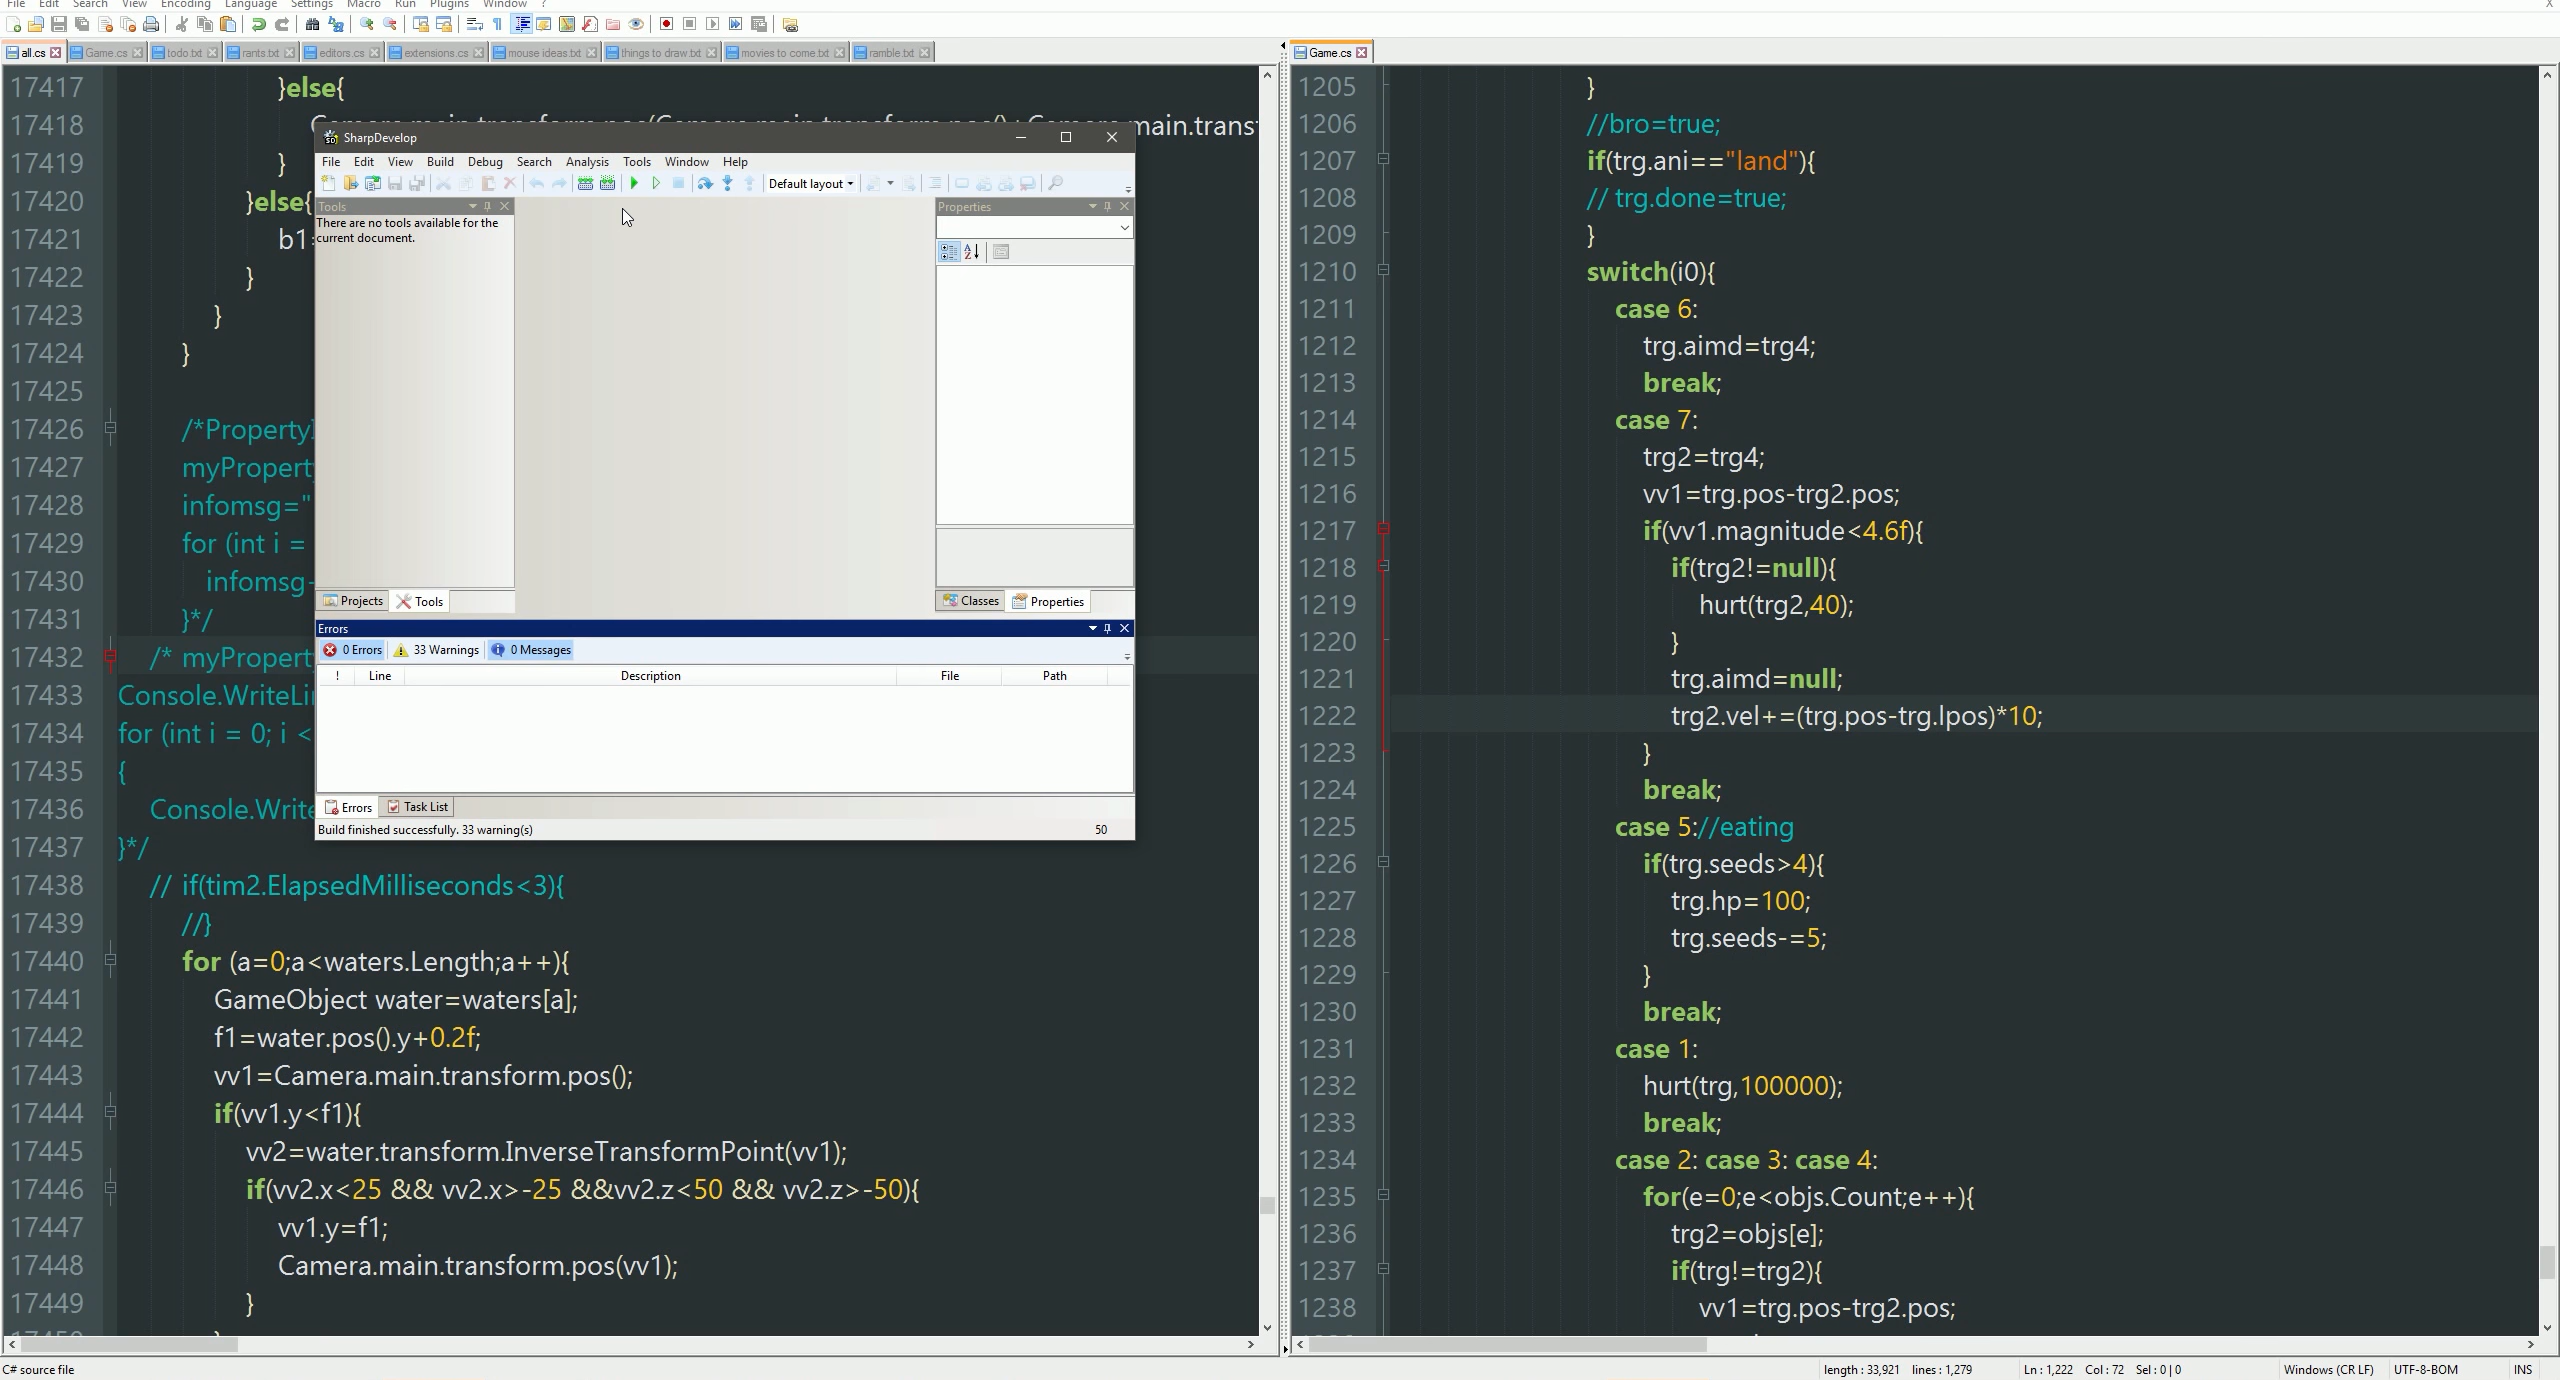 File Edit Search View Encoding Language Settings Macro Run Plugins Window ?
all.cs Game.cs todo.txt rants.txt editors.cs extensions.cs mouse ideas.txt things to draw.txt movies to come.txt ramble.txt
17417 }else{
17418 main.trans
17419 }
17420 }else{
17421 b1
17422 }
17423 }
17424 }
17425
17426 /*Property
17427 myPropert
17428 infomsg="
17429 for (int i =
17430 infomsg
17431 }*/
17432 /* myPropert
17433 Console.WriteLi
17434 for (int i = 0; i <
17435 {
17436 Console.Write
17437 }*/
17438 // if(tim2.ElapsedMilliseconds<3){
17439 //}
17440 for (a=0;a<waters.Length;a++){
17441 GameObject water=waters[a];
17442 f1=water.pos().y+0.2f;
17443 vv1=Camera.main.transform.pos();
17444 if(vv1.y<f1){
17445 vv2=water.transform.InverseTransformPoint(vv1);
17446 if(vv2.x<25 && vv2.x>-25 &&vv2.z<50 && vv2.z>-50){
17447 vv1.y=f1;
17448 Camera.main.transform.pos(vv1);
17449 }
SharpDevelop
File Edit View Build Debug Search Analysis Tools Window Help
Default layout
Tools
There are no tools available for the
current document.
Properties
Projects Tools
Classes Properties
Errors
0 Errors 33 Warnings 0 Messages
! Line Description File Path
Errors Task List
Build finished successfully. 33 warning(s) 50
Game.cs
1205 }
1206 //bro=true;
1207 if(trg.ani=="land"){
1208 // trg.done=true;
1209 }
1210 switch(i0){
1211 case 6:
1212 trg.aimd=trg4;
1213 break;
1214 case 7:
1215 trg2=trg4;
1216 vv1=trg.pos-trg2.pos;
1217 if(vv1.magnitude<4.6f){
1218 if(trg2!=null){
1219 hurt(trg2,40);
1220 }
1221 trg.aimd=null;
1222 trg2.vel+=(trg.pos-trg.lpos)*10;
1223 }
1224 break;
1225 case 5://eating
1226 if(trg.seeds>4){
1227 trg.hp=100;
1228 trg.seeds-=5;
1229 }
1230 break;
1231 case 1:
1232 hurt(trg,100000);
1233 break;
1234 case 2: case 3: case 4:
1235 for(e=0;e<objs.Count;e++){
1236 trg2=objs[e];
1237 if(trg!=trg2){
1238 vv1=trg.pos-trg2.pos;
C# source file length : 33,921 lines : 1,279 Ln : 1,222 Col : 72 Sel : 0 | 0 Windows (CR LF) UTF-8-BOM INS